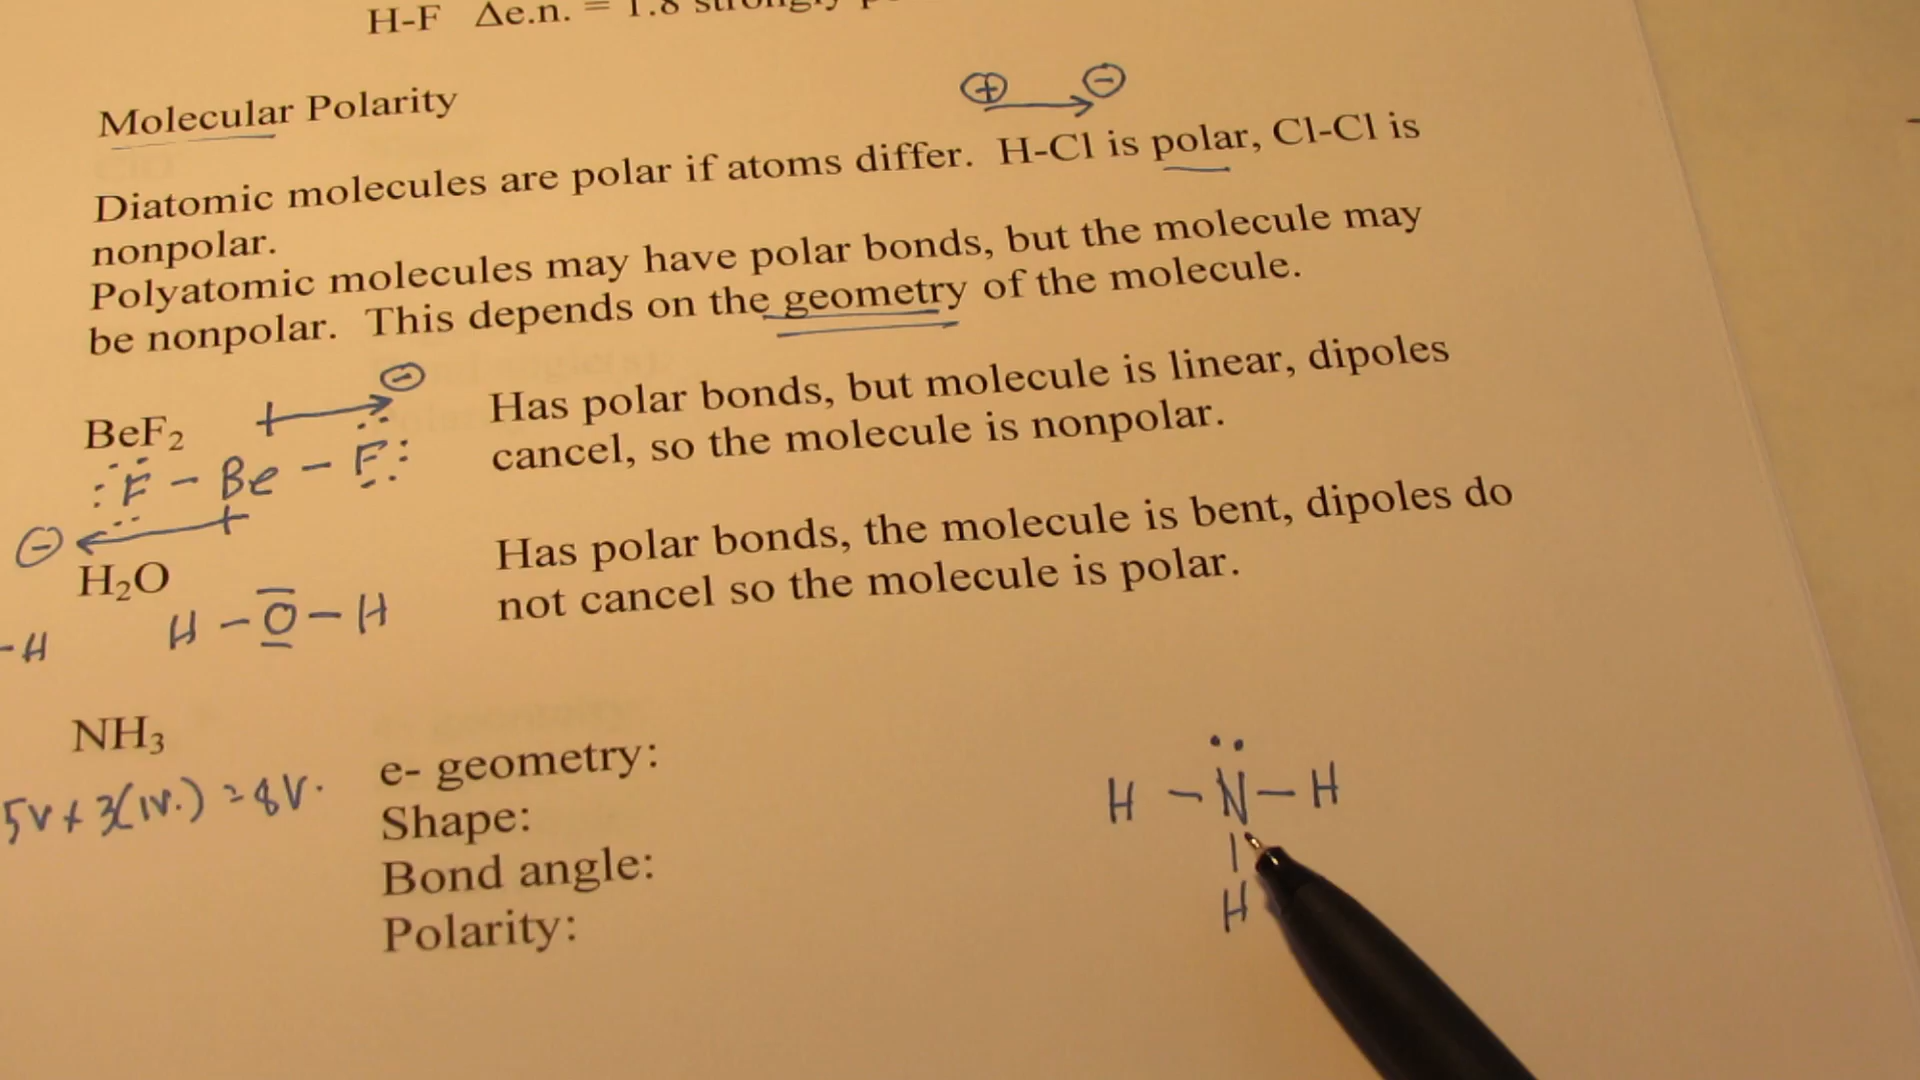 H-F Δe.n. = 1.8 strongly
⊕ → ⊖
Molecular Polarity
Diatomic molecules are polar if atoms differ. H-Cl is polar, Cl-Cl is
nonpolar.
Polyatomic molecules may have polar bonds, but the molecule may
be nonpolar. This depends on the geometry of the molecule.
⊖
BeF₂
Has polar bonds, but molecule is linear, dipoles
cancel, so the molecule is nonpolar.
F - Be - F
⊖
H₂O
Has polar bonds, the molecule is bent, dipoles do
not cancel so the molecule is polar.
-H
H - O - H
NH₃
5v + 3(1v.) = 8v.
e- geometry:
Shape:
Bond angle:
Polarity:
H - N - H
|
H